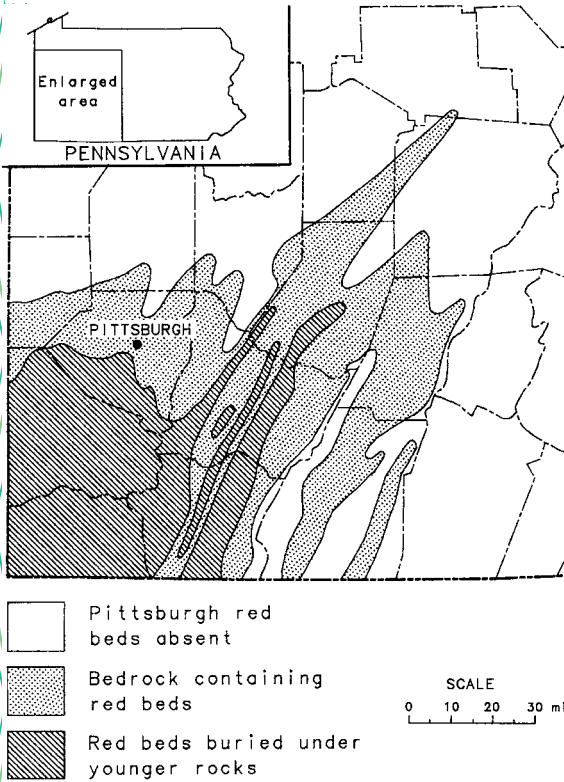 Enlarged
area
PENNSYLVANIA
PITTSBURGH
Pittsburgh red
beds absent
Bedrock containing
red beds
Red beds buried under
younger rocks
SCALE
0 10 20 30 mi